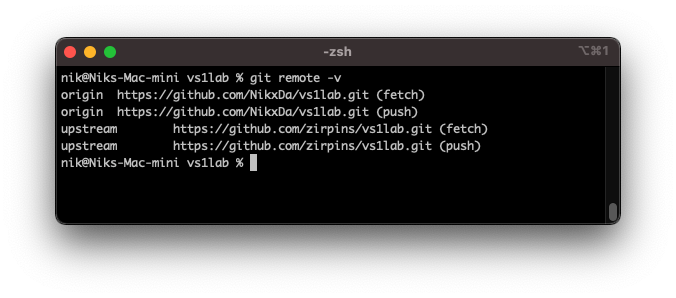 -zsh
⌥⌘1
nik@Niks-Mac-mini vs1lab % git remote -v
origin  https://github.com/NikxDa/vs1lab.git (fetch)
origin  https://github.com/NikxDa/vs1lab.git (push)
upstream        https://github.com/zirpins/vs1lab.git (fetch)
upstream        https://github.com/zirpins/vs1lab.git (push)
nik@Niks-Mac-mini vs1lab %